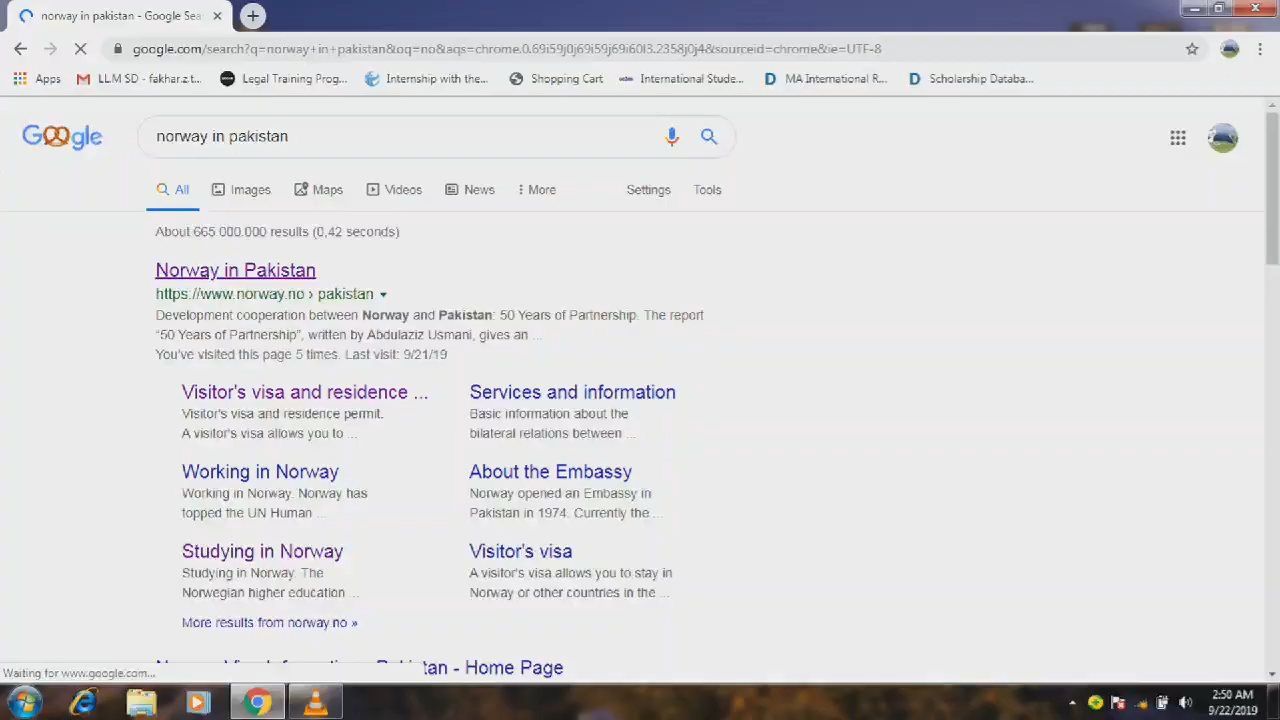 norway in pakistan - Google Sea
google.com/search?q=norway+in+pakistan&oq=no&aqs=chrome.0.69i59j0j69i59j69i60l3.2358j0j4&sourceid=chrome&ie=UTF-8
Apps LLM SD - fakhar.z t... Legal Training Prog... Internship with the... Shopping Cart International Stude... MA International R... Scholarship Databa...
Google norway in pakistan
All Images Maps Videos News More Settings Tools
About 665.000.000 results (0,42 seconds)
Norway in Pakistan
https://www.norway.no › pakistan
Development cooperation between Norway and Pakistan: 50 Years of Partnership. The report
“50 Years of Partnership”, written by Abdulaziz Usmani, gives an ...
You've visited this page 5 times. Last visit: 9/21/19
Visitor's visa and residence ...
Visitor's visa and residence permit.
A visitor's visa allows you to ...
Services and information
Basic information about the
bilateral relations between ...
Working in Norway
Working in Norway. Norway has
topped the UN Human ...
About the Embassy
Norway opened an Embassy in
Pakistan in 1974. Currently the ...
Studying in Norway
Studying in Norway. The
Norwegian higher education ...
Visitor's visa
A visitor's visa allows you to stay in
Norway or other countries in the ...
More results from norway.no »
tan - Home Page
Waiting for www.google.com...
2:50 AM
9/22/2019